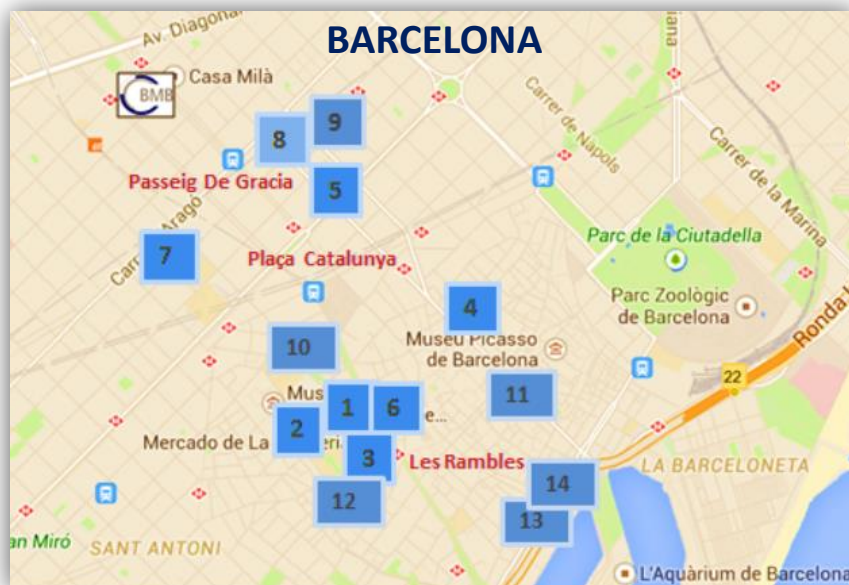 BARCELONA
Av. Diagonal
Casa Milà
BMB
9
8
Passeig De Gracia
5
Carrer de Nàpols
Carrer de la Marina
Parc de la Ciutadella
7
Plaça Catalunya
4
Parc Zoològic
de Barcelona
Ronda
10
Museu Picasso
de Barcelona
22
11
Mus
1
6
e...
2
Mercado de La
3
Les Rambles
LA BARCELONETA
14
12
13
an Miró
SANT ANTONI
L'Aquàrium de Barcelona